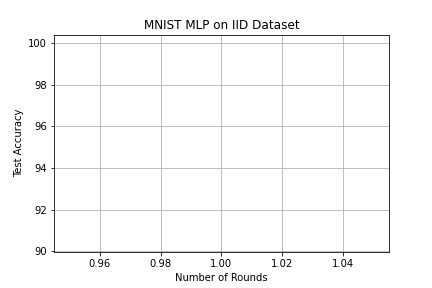 MNIST MLP on IID Dataset
100
98
96
94
92
90
Test Accuracy
0.96 0.98 1.00 1.02 1.04
Number of Rounds